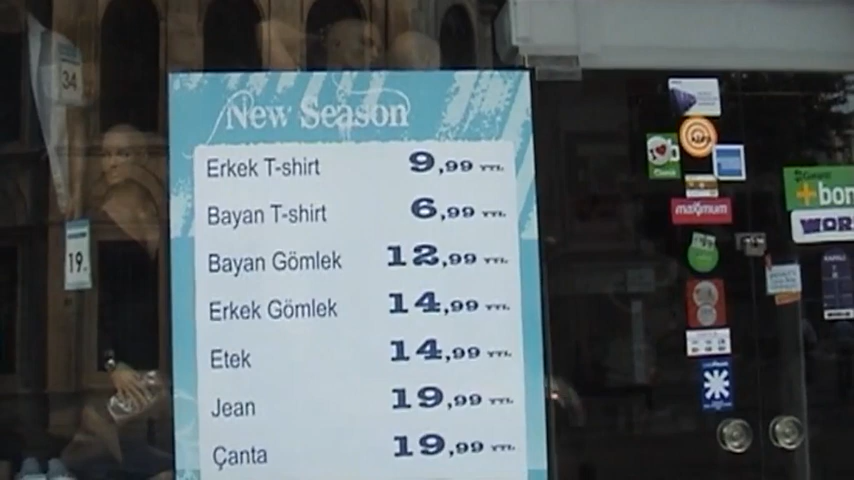 34
New Season
Erkek T-shirt 9,99 YTL
Bayan T-shirt 6,99 YTL
19
Bayan Gömlek 12,99 YTL
Erkek Gömlek 14,99 YTL
Etek 14,99 YTL
Jean 19,99 YTL
Çanta 19,99 YTL
maximum
Garanti
+bon
WOR